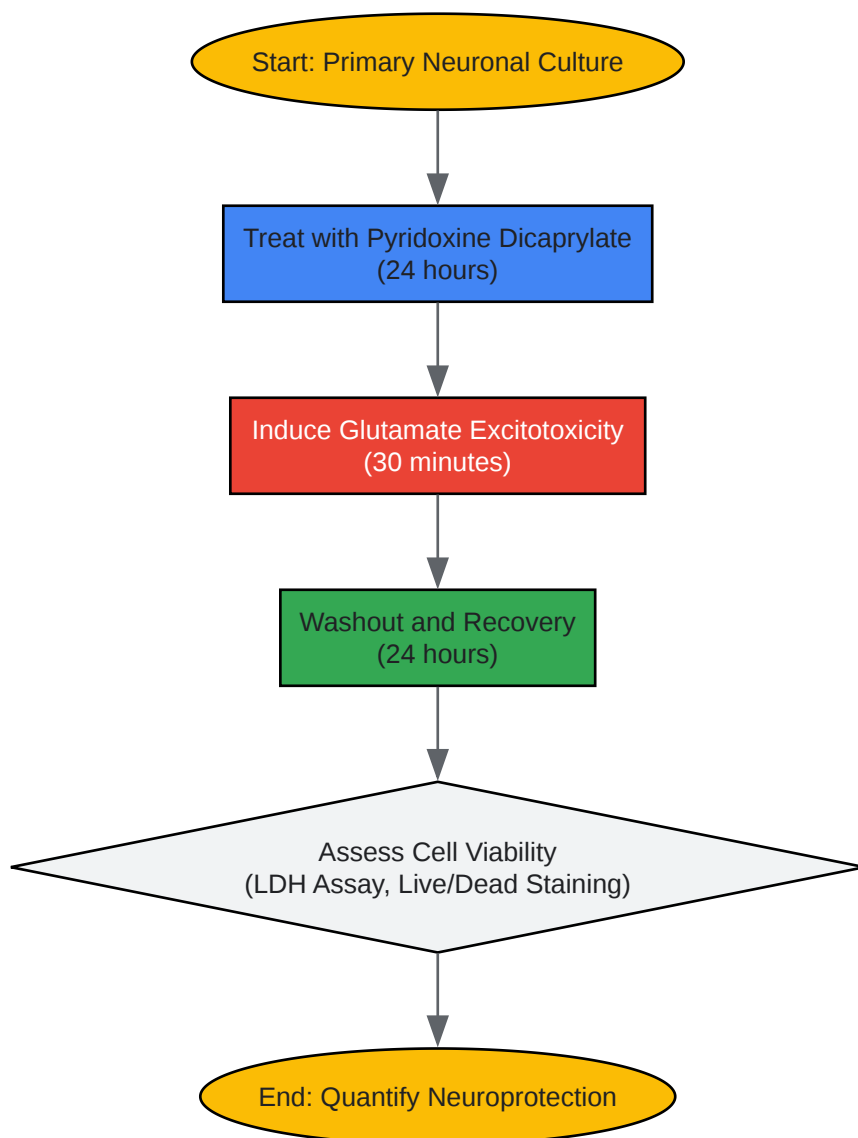 Start: Primary Neuronal Culture
Treat with Pyridoxine Dicaprylate
(24 hours)
Induce Glutamate Excitotoxicity
(30 minutes)
Washout and Recovery
(24 hours)
Assess Cell Viability
(LDH Assay, Live/Dead Staining)
End: Quantify Neuroprotection